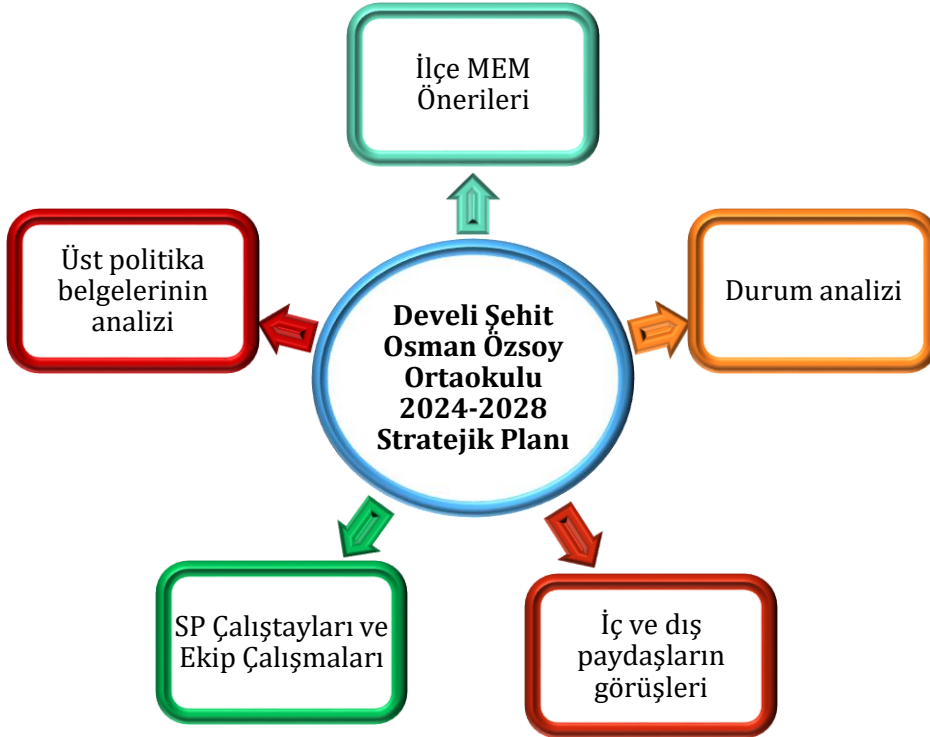 İlçe MEM
Önerileri
Üst politika
belgelerinin
analizi
Durum analizi
Develi Şehit
Osman Özsoy
Ortaokulu
2024-2028
Stratejik Planı
SP Çalıştayları ve
Ekip Çalışmaları
İç ve dış
paydaşların
görüşleri